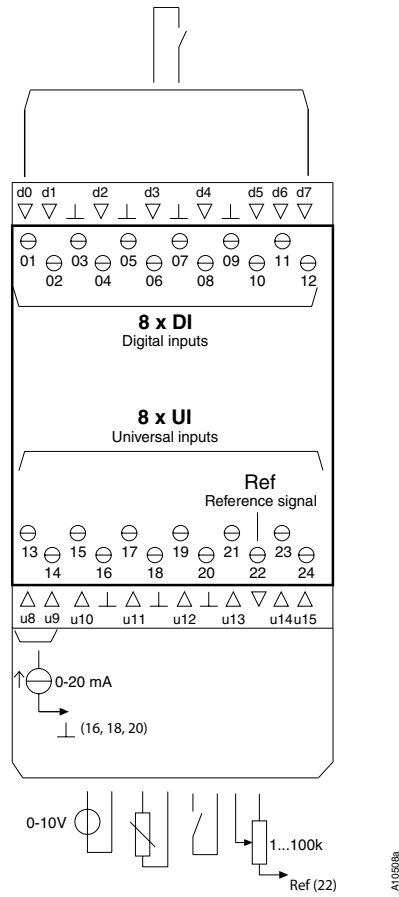 d0 d1 d2 d3 d4 d5 d6 d7
01 03 05 07 09 11
02 04 06 08 10 12
8 x DI
Digital inputs
8 x UI
Universal inputs
Ref
Reference signal
13 15 17 19 21 23
14 16 18 20 22 24
u8 u9 u10 u11 u12 u13 u14 u15
0-20 mA
(16, 18, 20)
0-10V
1...100k
Ref (22)
A10508a